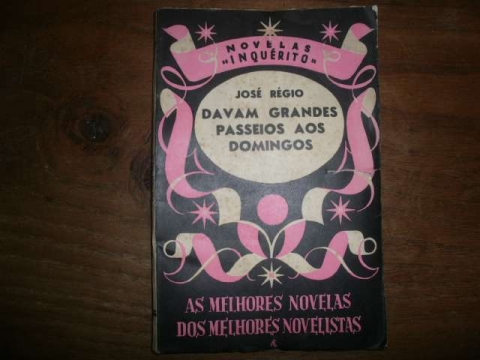 NOVELAS
"INQUÉRITO"
JOSÉ RÉGIO
DAVAM GRANDES
PASSEIOS AOS
DOMINGOS
AS MELHORES NOVELAS
DOS MELHORES NOVELISTAS